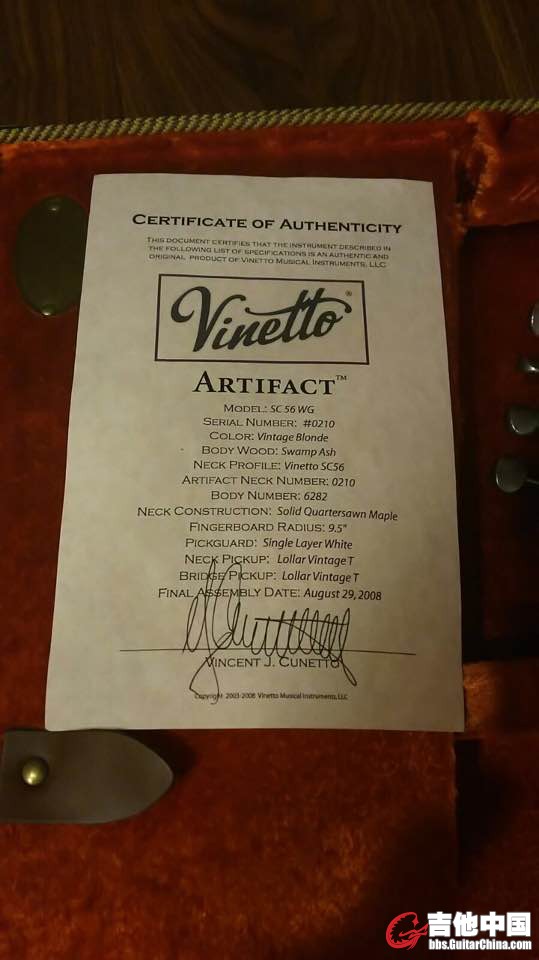 CERTIFICATE OF AUTHENTICITY
THIS DOCUMENT CERTIFIES THAT THE INSTRUMENT DESCRIBED IN
THE FOLLOWING LIST OF SPECIFICATIONS IS AN AUTHENTIC AND
ORIGINAL PRODUCT OF VINETTO MUSICAL INSTRUMENTS, LLC
Vinetto®
ARTIFACT™
MODEL: SC 56 WG
SERIAL NUMBER: #0210
COLOR: Vintage Blonde
BODY WOOD: Swamp Ash
NECK PROFILE: Vinetto SC56
ARTIFACT NECK NUMBER: 0210
BODY NUMBER: 6282
NECK CONSTRUCTION: Solid Quartersawn Maple
FINGERBOARD RADIUS: 9.5"
PICKGUARD: Single Layer White
NECK PICKUP: Lollar Vintage T
BRIDGE PICKUP: Lollar Vintage T
FINAL ASSEMBLY DATE: August 29, 2008
VINCENT J. CUNETTO
Copyright 2003-2008 Vinetto Musical Instruments, LLC
吉他中国
bbs.GuitarChina.com